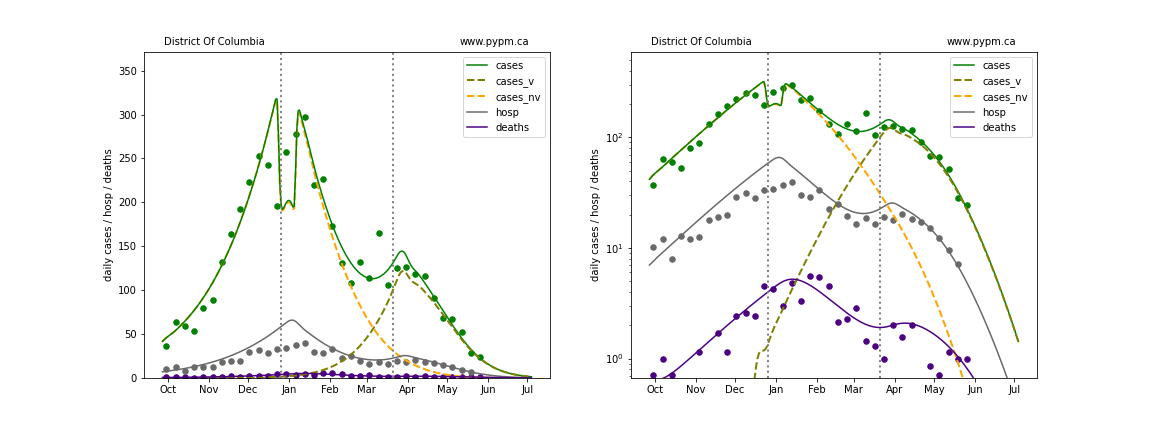 District Of Columbia www.pypm.ca
cases
cases_v
cases_nv
hosp
deaths
daily cases / hosp / deaths
350
300
250
200
150
100
50
0
Oct Nov Dec Jan Feb Mar Apr May Jun Jul
District Of Columbia www.pypm.ca
cases
cases_v
cases_nv
hosp
deaths
daily cases / hosp / deaths
10²
10¹
10⁰
Oct Nov Dec Jan Feb Mar Apr May Jun Jul